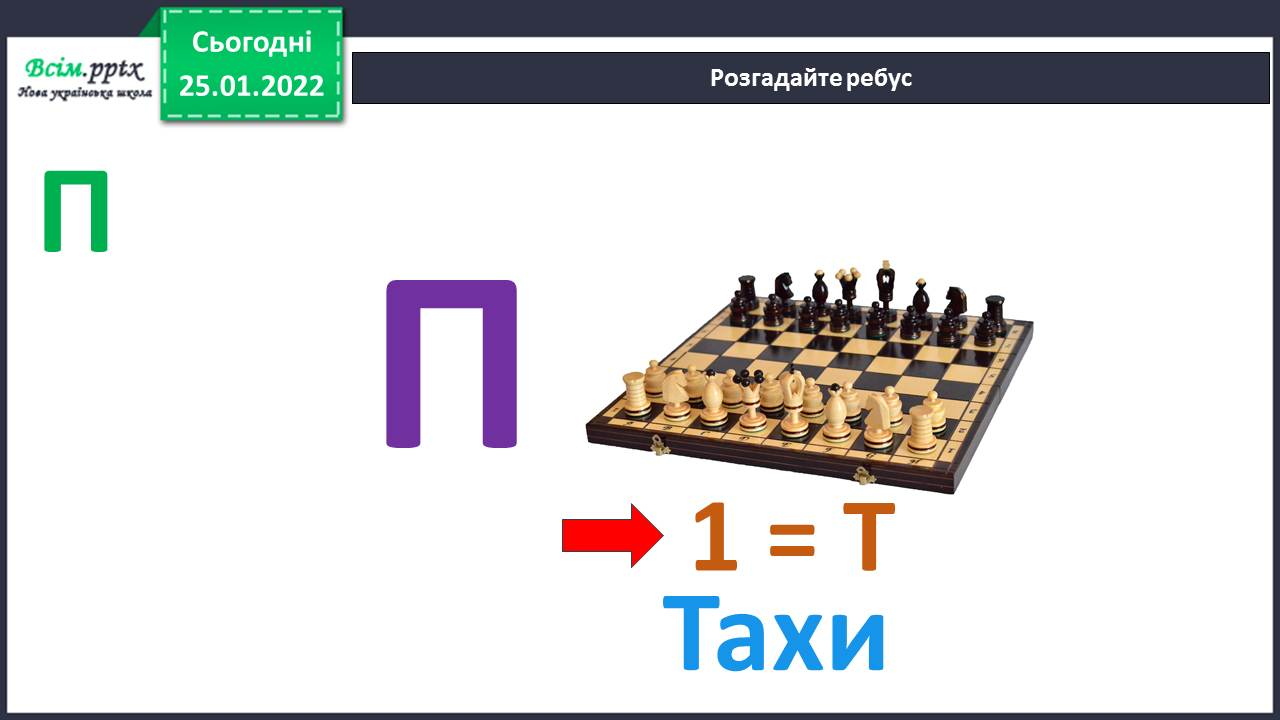 Всім.pptx
Нова українська школа
Сьогодні
25.01.2022
Розгадайте ребус
П
П
1 = Т
Тахи